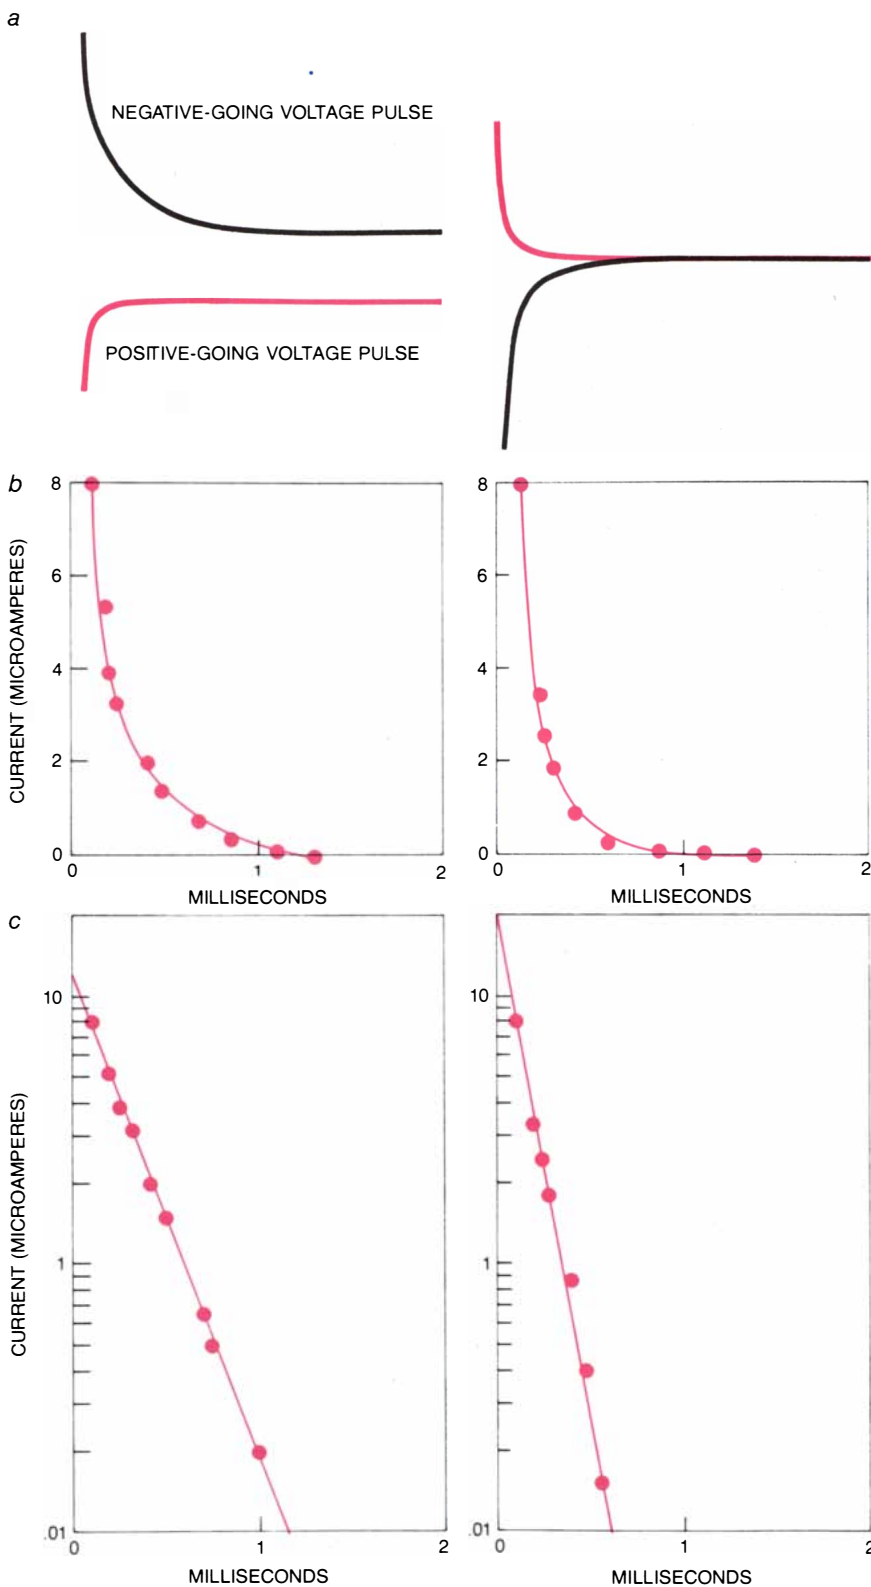 a
NEGATIVE-GOING VOLTAGE PULSE
POSITIVE-GOING VOLTAGE PULSE
b
CURRENT (MICROAMPERES)
8
6
4
2
0
0
1
2
MILLISECONDS
8
6
4
2
0
0
1
2
MILLISECONDS
c
CURRENT (MICROAMPERES)
10
1
.01
0
1
2
MILLISECONDS
10
1
.01
0
1
2
MILLISECONDS